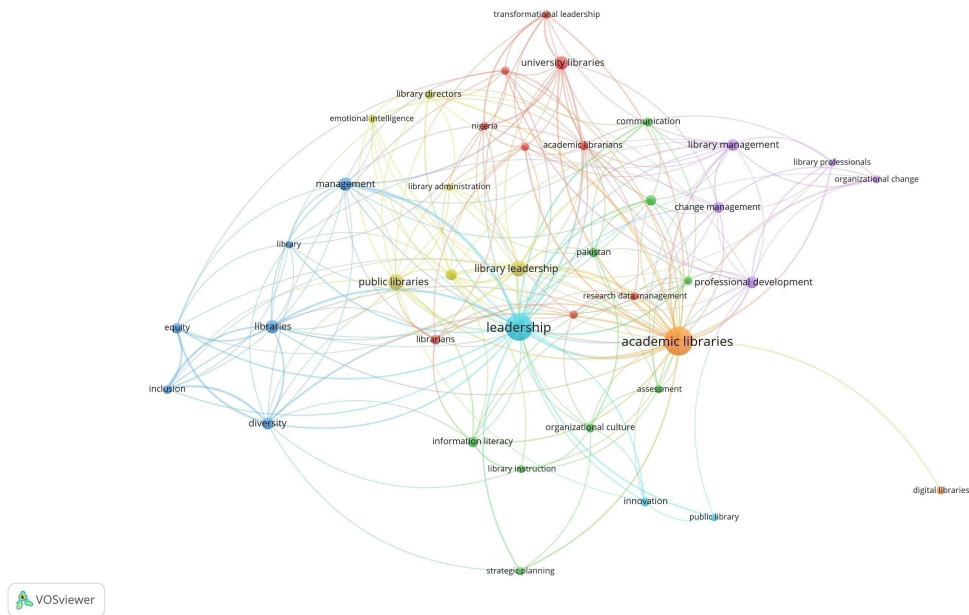 transformational leadership
university libraries
library directors
emotional intelligence
nigeria
communication
academic librarians
library management
library professionals
organizational change
management
library administration
change management
library
pakistan
public libraries
library leadership
professional development
research data management
equity
libraries
leadership
librarians
academic libraries
inclusion
assessment
diversity
organizational culture
information literacy
library instruction
digital libraries
innovation
public library
strategic planning
VOSviewer